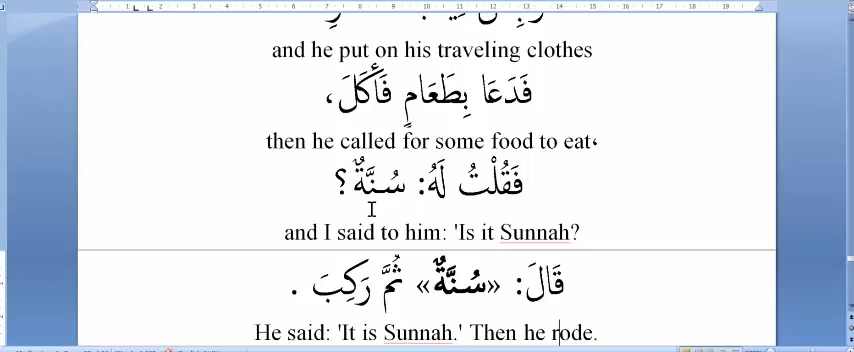 and he put on his traveling clothes
فَدَعَا بِطَعَامٍ فَأَكَلَ،
then he called for some food to eat،
فَقُلْتُ لَهُ: سُنَّةٌ؟
and I said to him: 'Is it Sunnah?
قَالَ: «سُنَّةٌ» ثُمَّ رَكِبَ .
He said: 'It is Sunnah.' Then he rode.